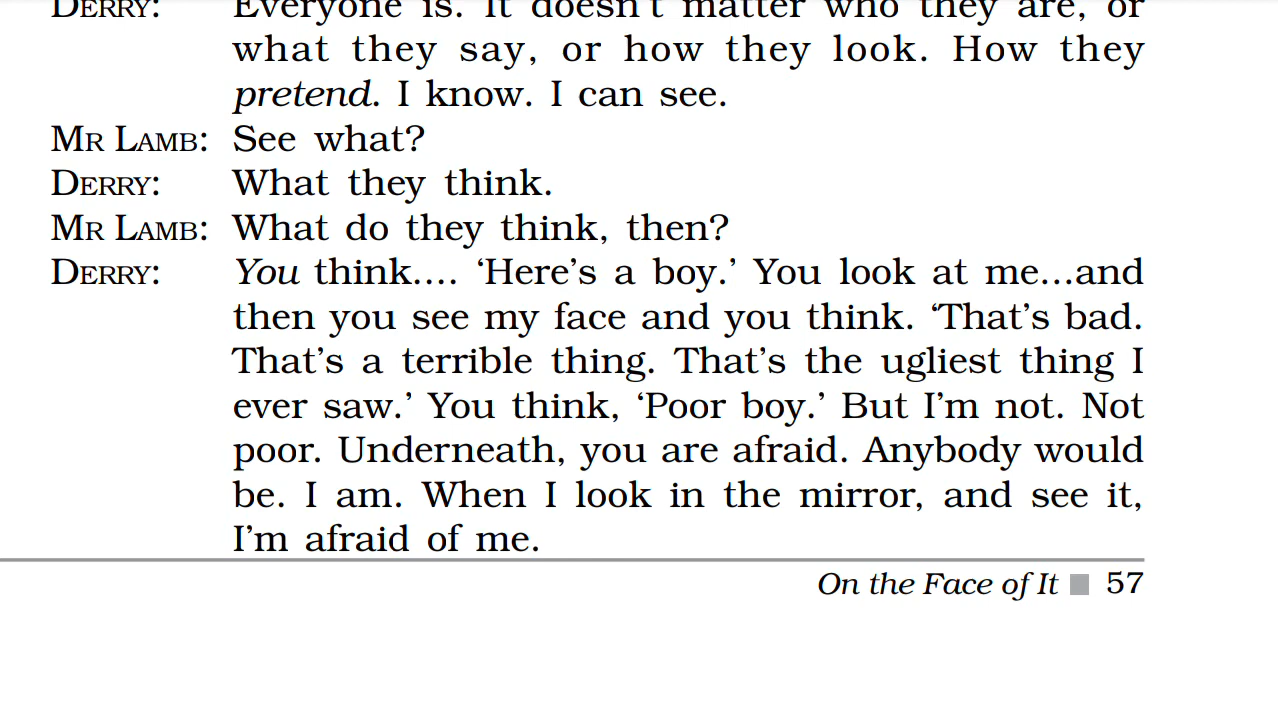 DERRY: Everyone is. It doesn't matter who they are, or
what they say, or how they look. How they
pretend. I know. I can see.
MR LAMB: See what?
DERRY: What they think.
MR LAMB: What do they think, then?
DERRY: You think.... ‘Here’s a boy.’ You look at me...and
then you see my face and you think. ‘That’s bad.
That’s a terrible thing. That’s the ugliest thing I
ever saw.’ You think, ‘Poor boy.’ But I’m not. Not
poor. Underneath, you are afraid. Anybody would
be. I am. When I look in the mirror, and see it,
I’m afraid of me.
On the Face of It 57